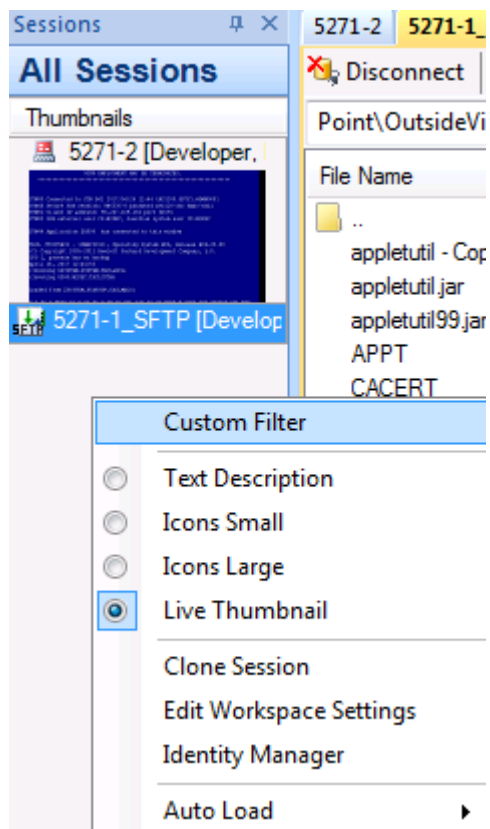 Sessions
All Sessions
Thumbnails
5271-2 [Developer,
SFTP
5271-1_SFTP [Develop
5271-2
5271-1_
Disconnect
Point\OutsideVi
File Name
..
appletutil - Cop
appletutil.jar
appletutil99.jar
APPT
CACERT
Custom Filter
Text Description
Icons Small
Icons Large
Live Thumbnail
Clone Session
Edit Workspace Settings
Identity Manager
Auto Load